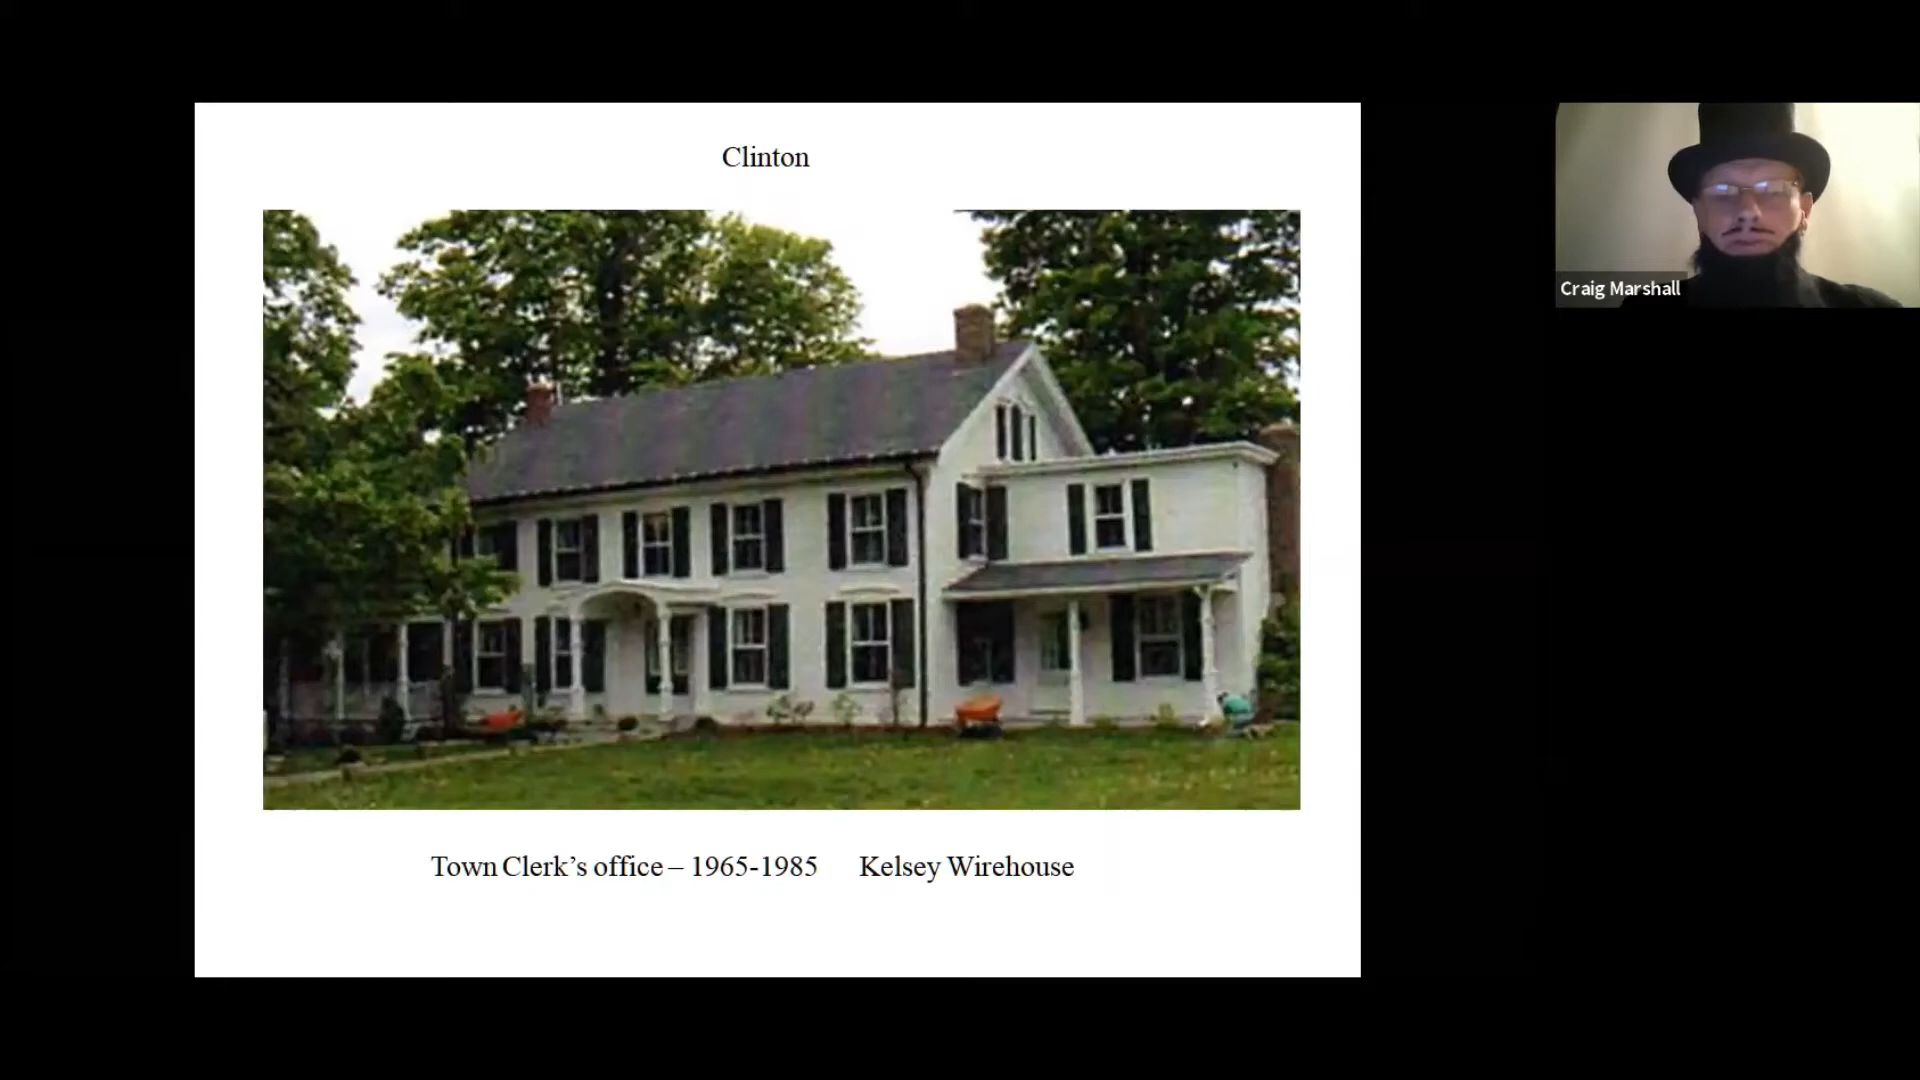 Clinton
Craig Marshall
Town Clerk’s office – 1965-1985 Kelsey Wirehouse